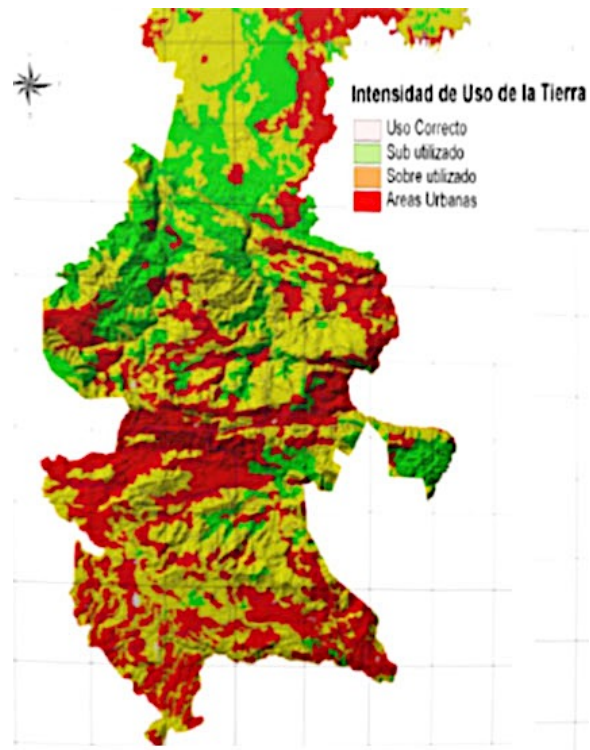 Intensidad de Uso de la Tierra
Uso Correcto
Sub utilizado
Sobre utilizado
Areas Urbanas